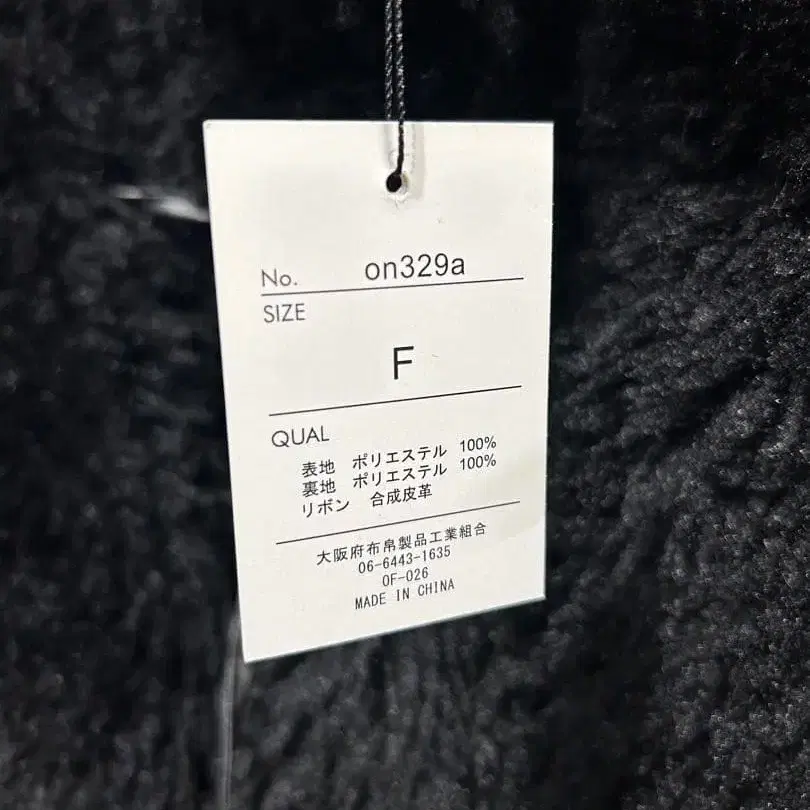 No. on329a
SIZE
F
QUAL
表地 ポリエステル 100%
裏地 ポリエステル 100%
リボン 合成皮革
大阪府布帛製品工業組合
06-6443-1635
OF-026
MADE IN CHINA